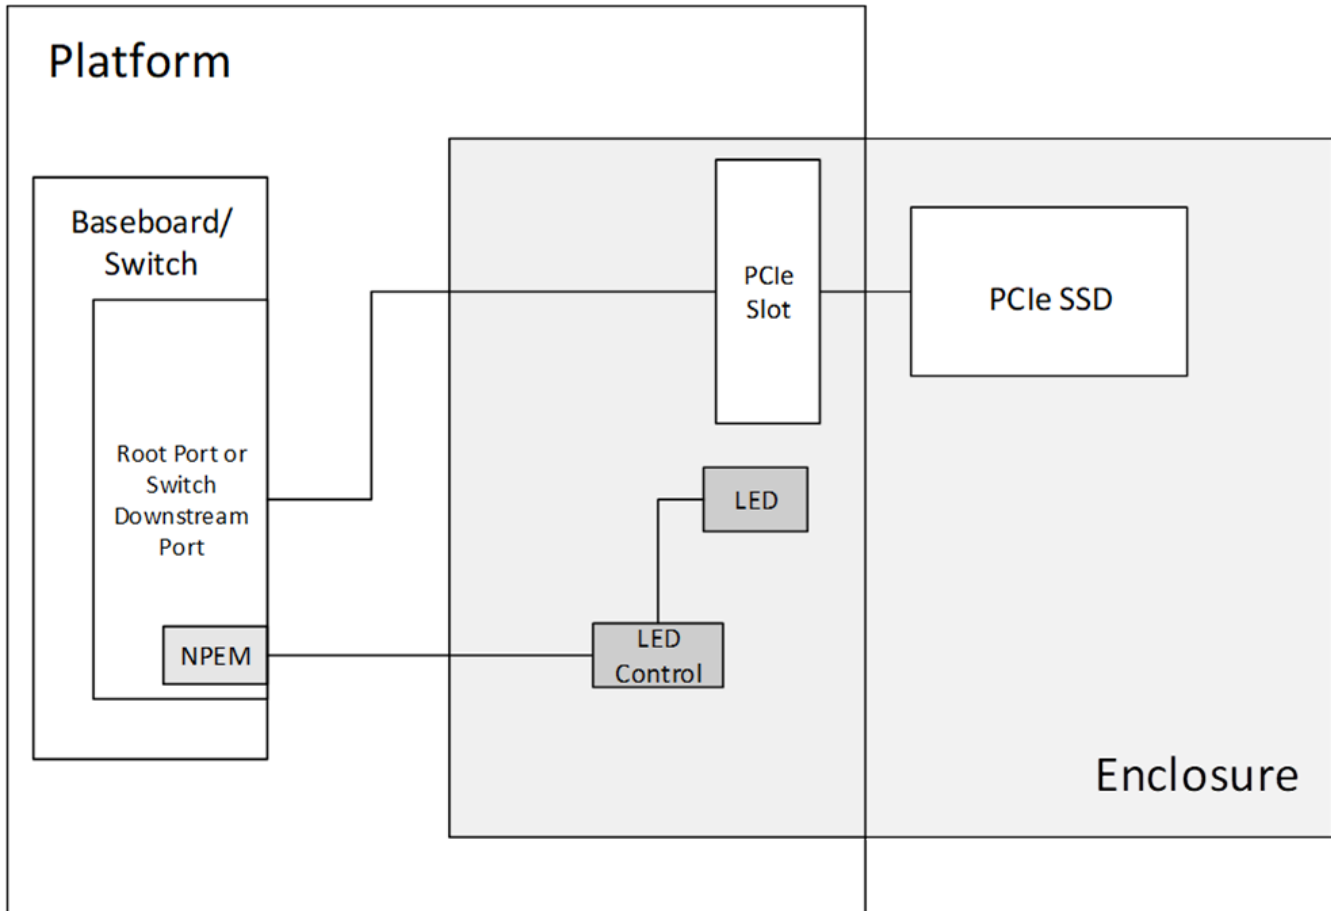 Platform
Baseboard/
Switch
PCIe
Slot
PCIe SSD
Root Port or
Switch
Downstream
Port
LED
NPEM
LED
Control
Enclosure